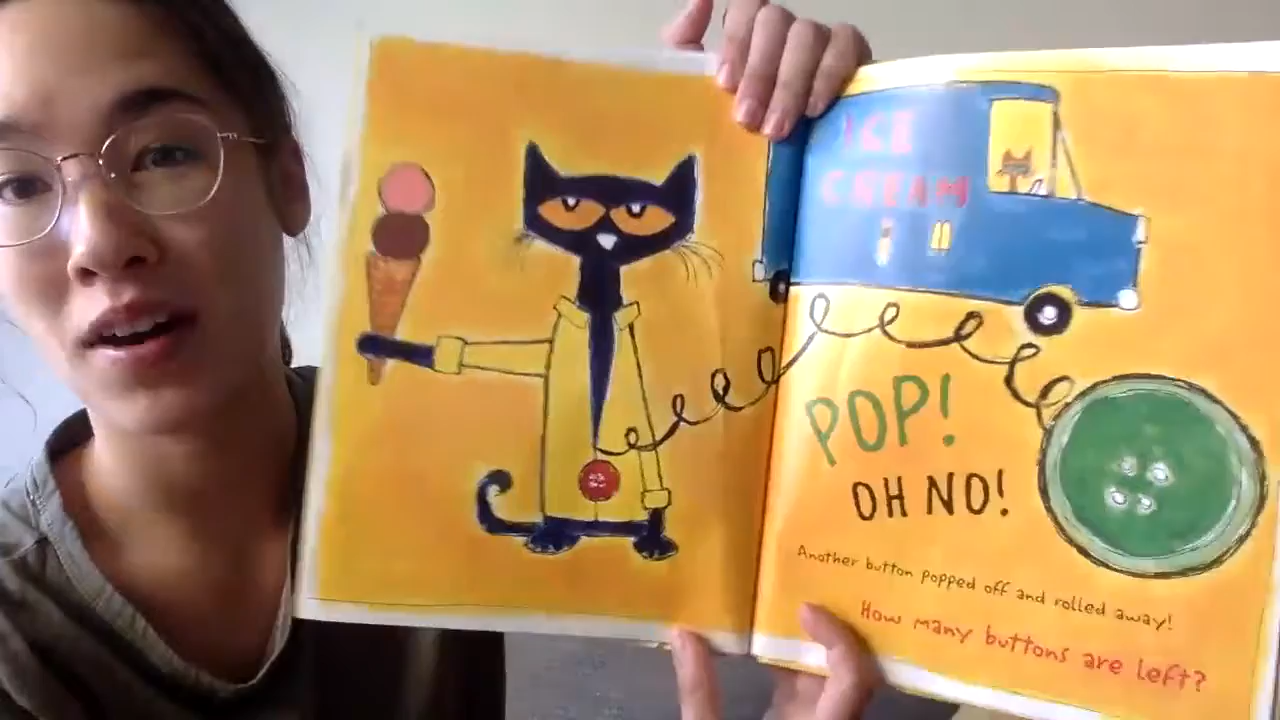 ICE
CREAM
POP!
OH NO!
Another button popped off and rolled away!
How many buttons are left?